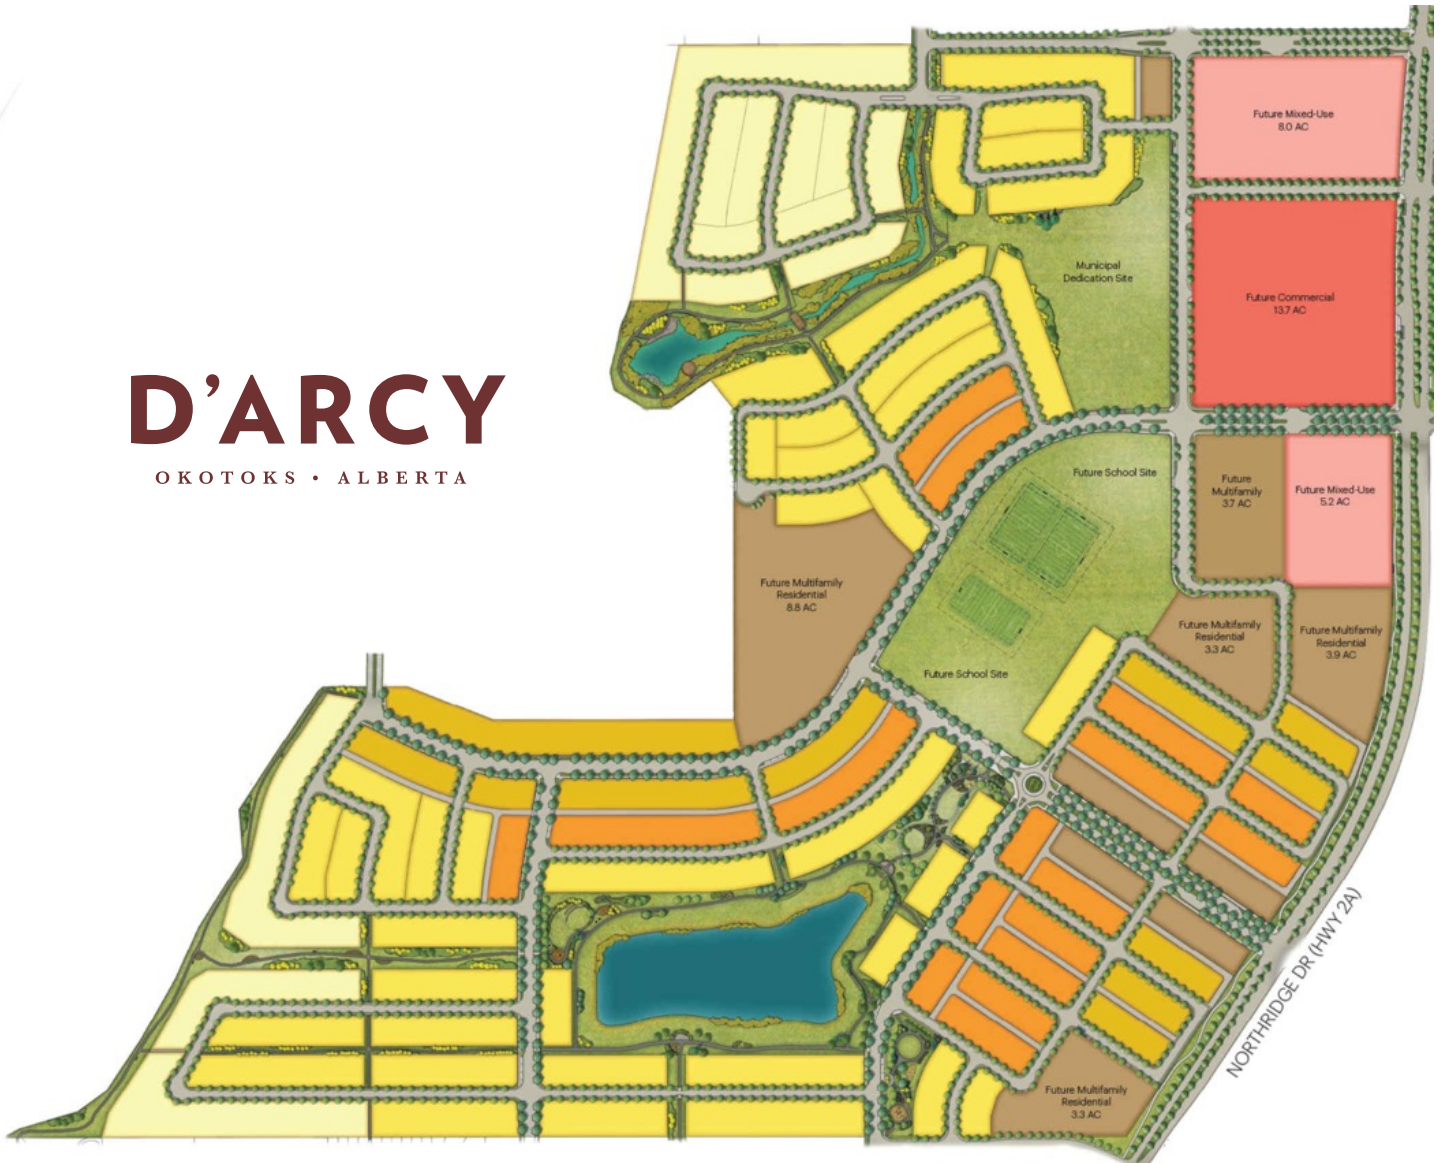 Future Mixed-Use
8.0 AC
Municipal
Dedication Site
Future Commercial
13.7 AC
D'ARCY
OKOTOKS • ALBERTA
Future School Site
Future
Multifamily
3.7 AC
Future Mixed-Use
5.2 AC
Future Multifamily
Residential
8.8 AC
Future Multifamily
Residential
3.3 AC
Future Multifamily
Residential
3.9 AC
Future School Site
NORTHRIDGE DR (HWY 2A)
Future Multifamily
Residential
3.3 AC